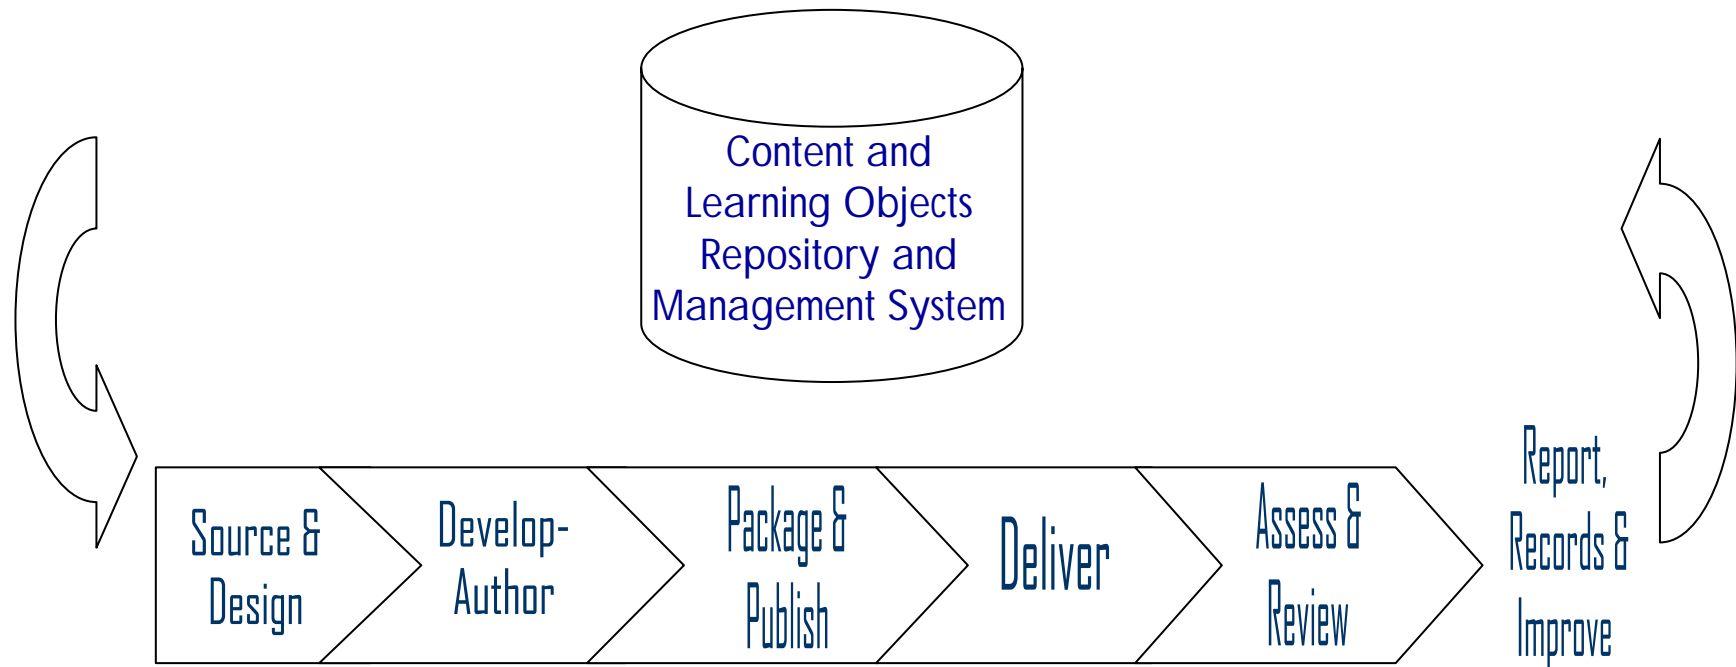 Content and
Learning Objects
Repository and
Management System
Source &
Design
Develop-
Author
Package &
Publish
Deliver
Assess &
Review
Report,
Records &
Improve